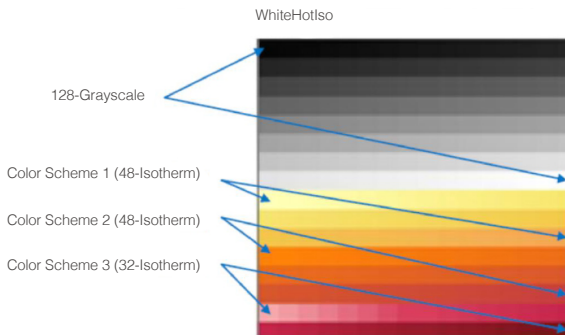 WhiteHotIso
128-Grayscale
Color Scheme 1 (48-Isotherm)
Color Scheme 2 (48-Isotherm)
Color Scheme 3 (32-Isotherm)